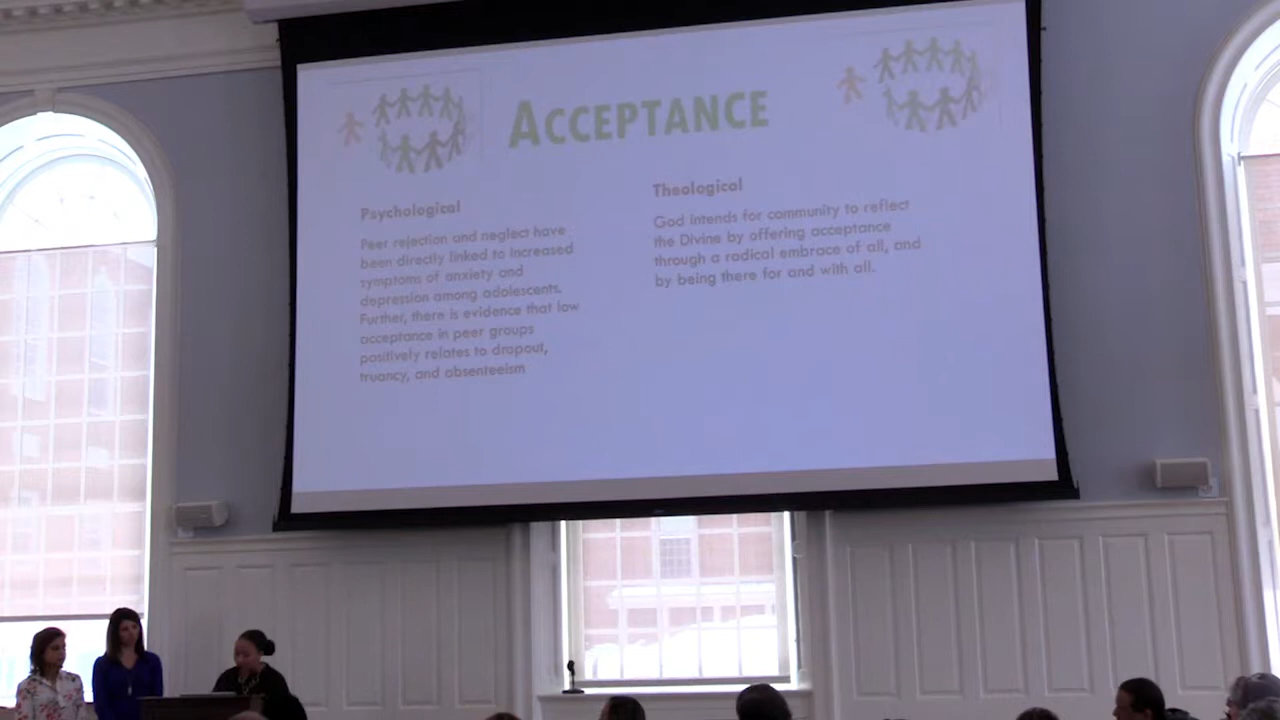 ACCEPTANCE
Psychological
Peer rejection and neglect have
been directly linked to increased
symptoms of anxiety and
depression among adolescents.
Further, there is evidence that low
acceptance in peer groups
positively relates to dropout,
truancy, and absenteeism
Theological
God intends for community to reflect
the Divine by offering acceptance
through a radical embrace of all, and
by being there for and with all.